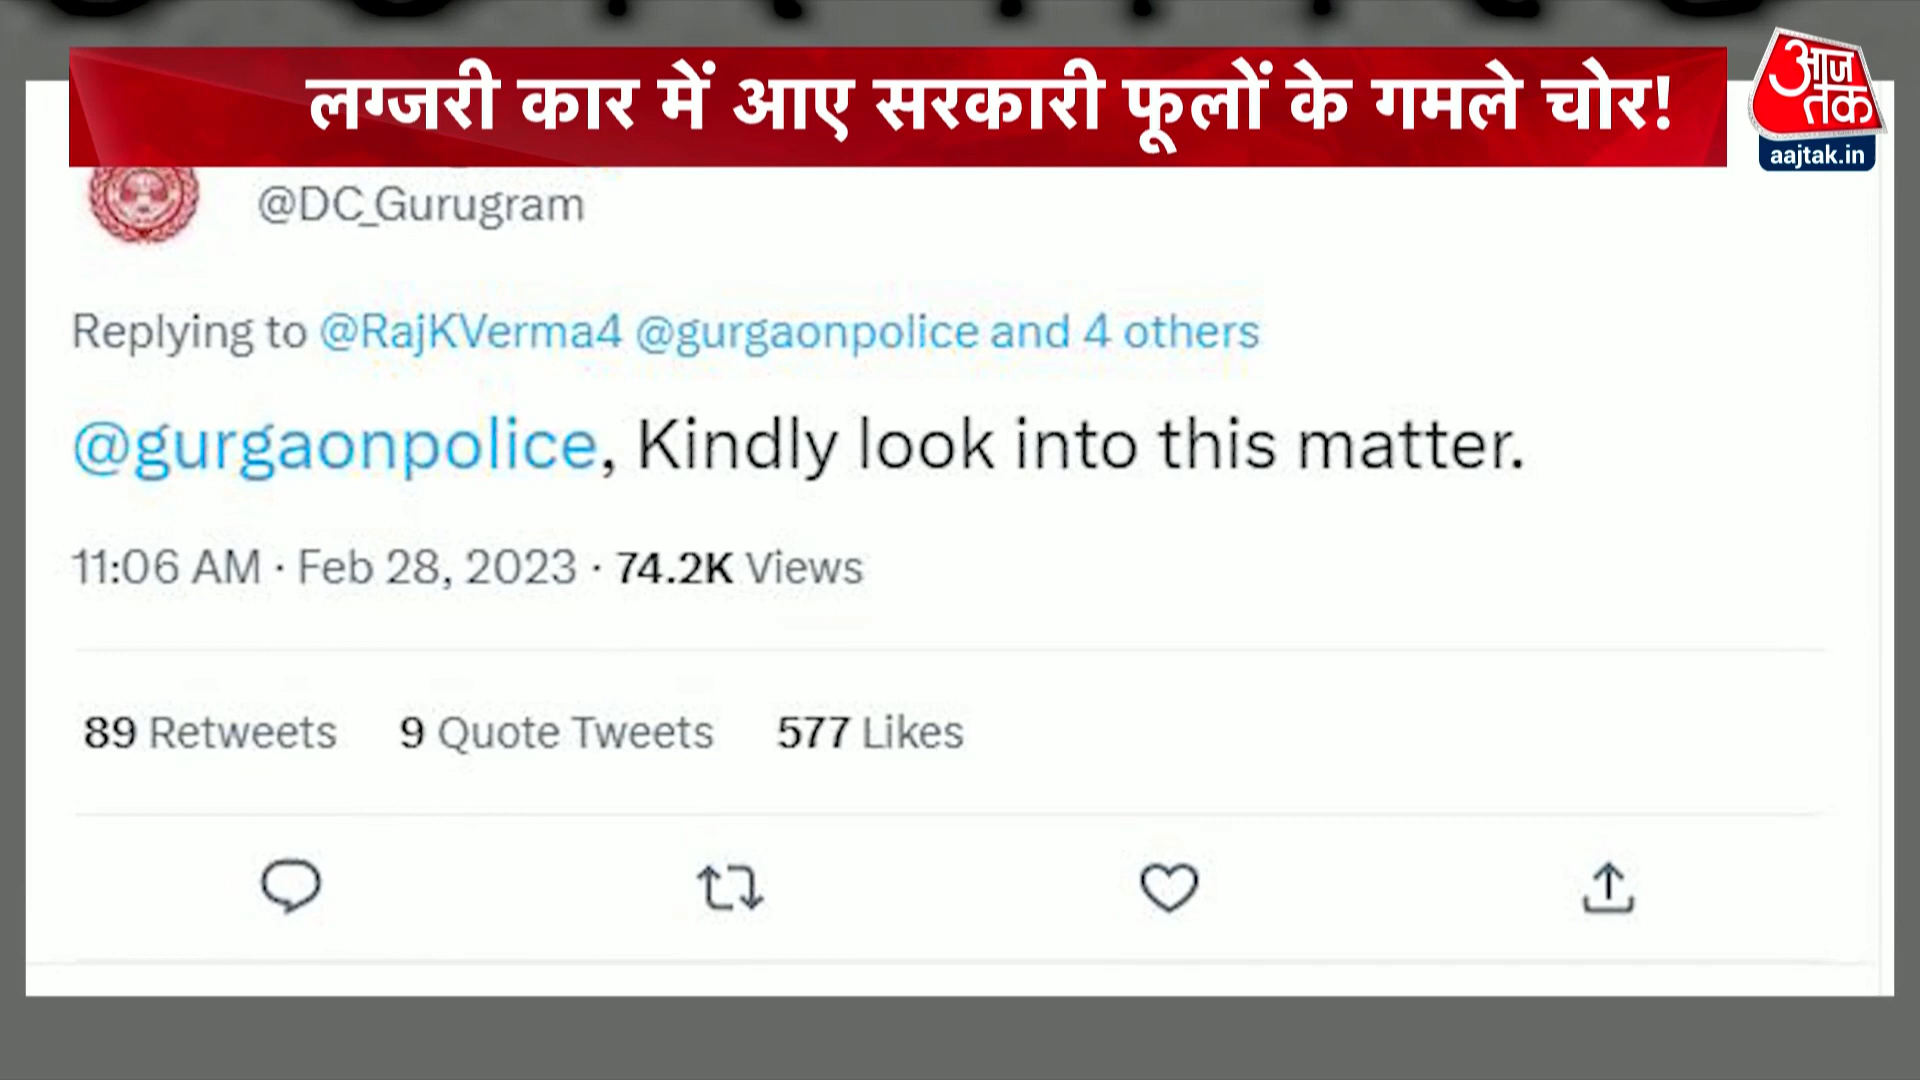 लग्जरी कार में आए सरकारी फूलों के गमले चोर!
आज तक
aajtak.in
@DC_Gurugram
Replying to @RajKVerma4 @gurgaonpolice and 4 others
@gurgaonpolice, Kindly look into this matter.
11:06 AM · Feb 28, 2023 · 74.2K Views
89 Retweets 9 Quote Tweets 577 Likes